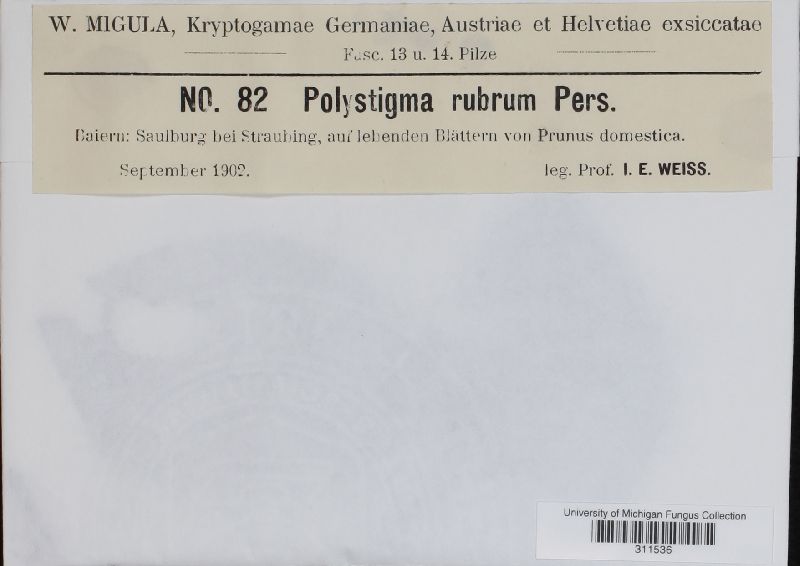 W. MIGULA, Kryptogamae Germaniae, Austriae et Helvetiae exsiccatae
Fasc. 13 u. 14. Pilze
NO. 82 Polystigma rubrum Pers.
Baiern: Saulburg bei Straubing, auf lebenden Blättern von Prunus domestica.
September 1902.
leg. Prof. I. E. WEISS.
University of Michigan Fungus Collection
311536